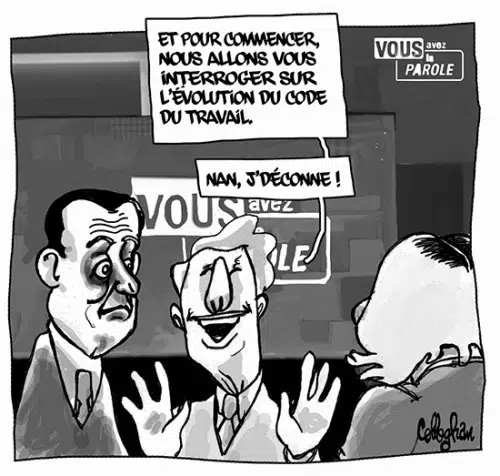 ET POUR COMMENCER,
NOUS ALLONS VOUS
INTERROGER SUR
L'ÉVOLUTION DU CODE
DU TRAVAIL.
VOUS avez
la
PAROLE
NAN, J'DÉCONNE !
VOUS avez
OLE
Calloghan